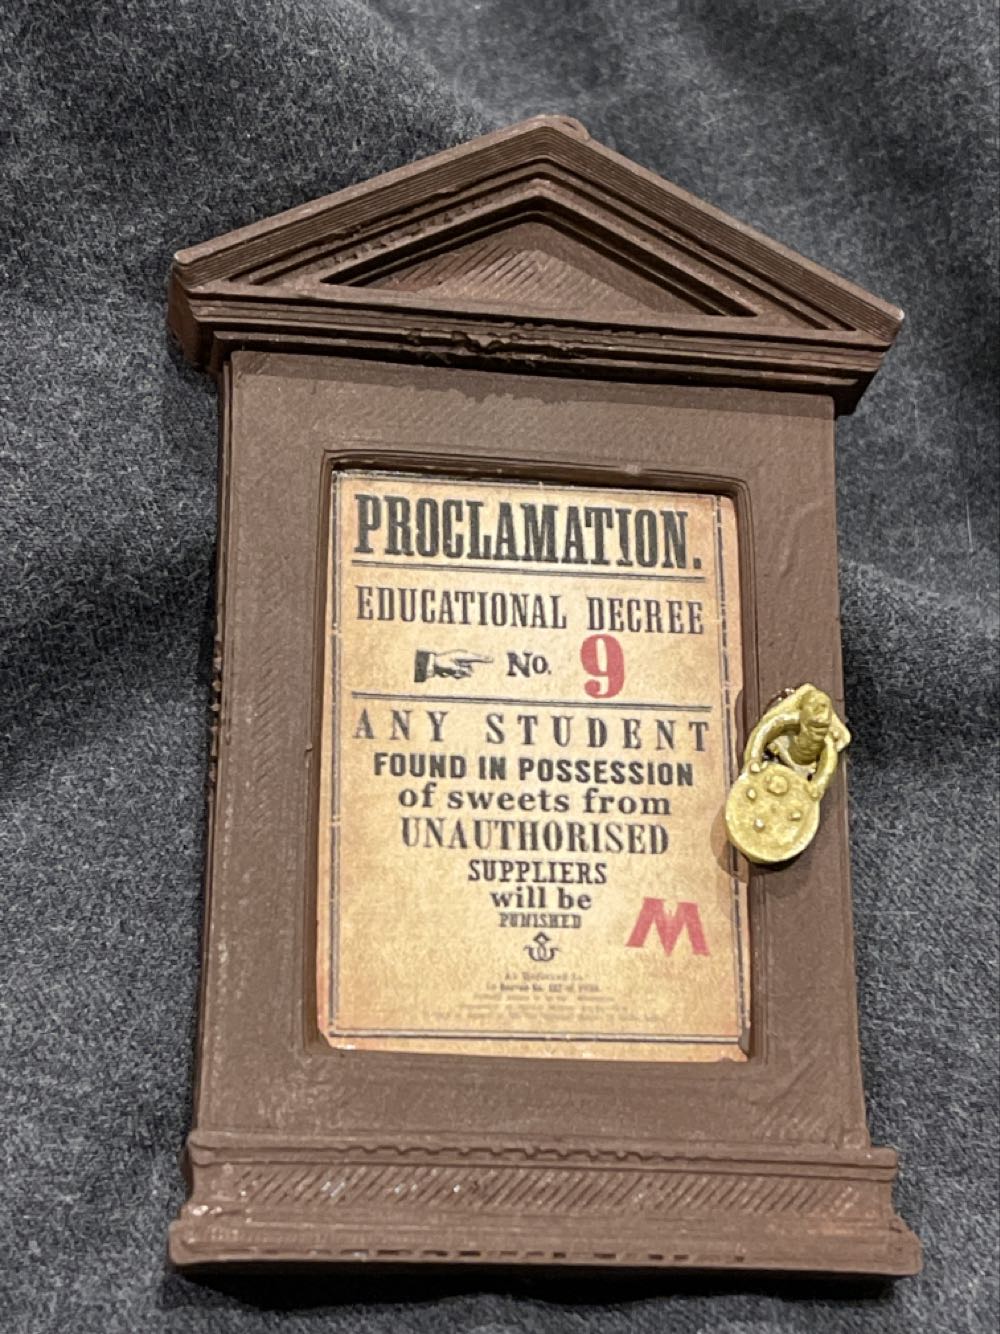 PROCLAMATION.
EDUCATIONAL DECREE
No. 9
ANY STUDENT
FOUND IN POSSESSION
of sweets from
UNAUTHORISED
SUPPLIERS
will be
PUNISHED
M